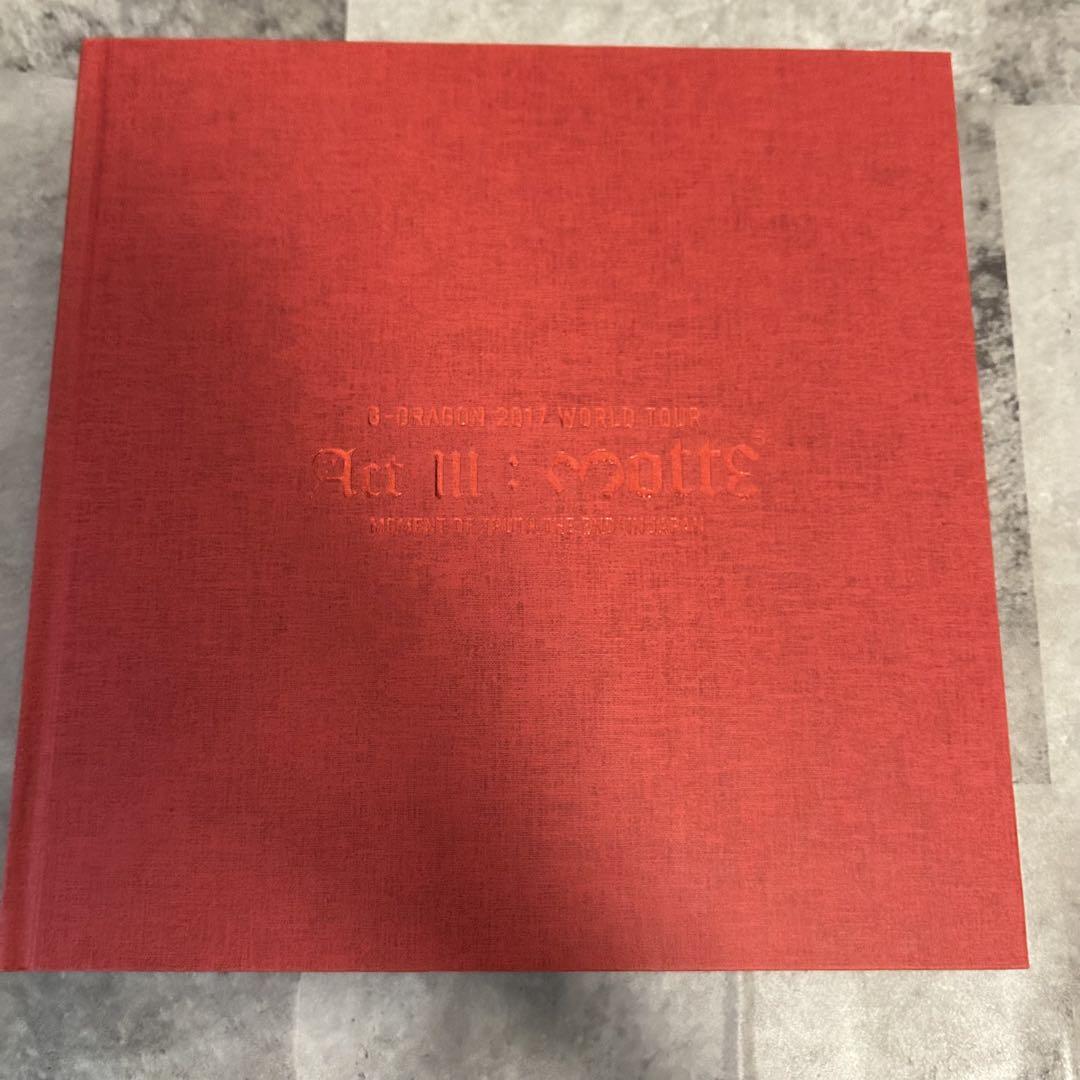 G-DRAGON 2017 WORLD TOUR
Act III : Motte
MOMENT OF TRUTH THE END IN JAPAN